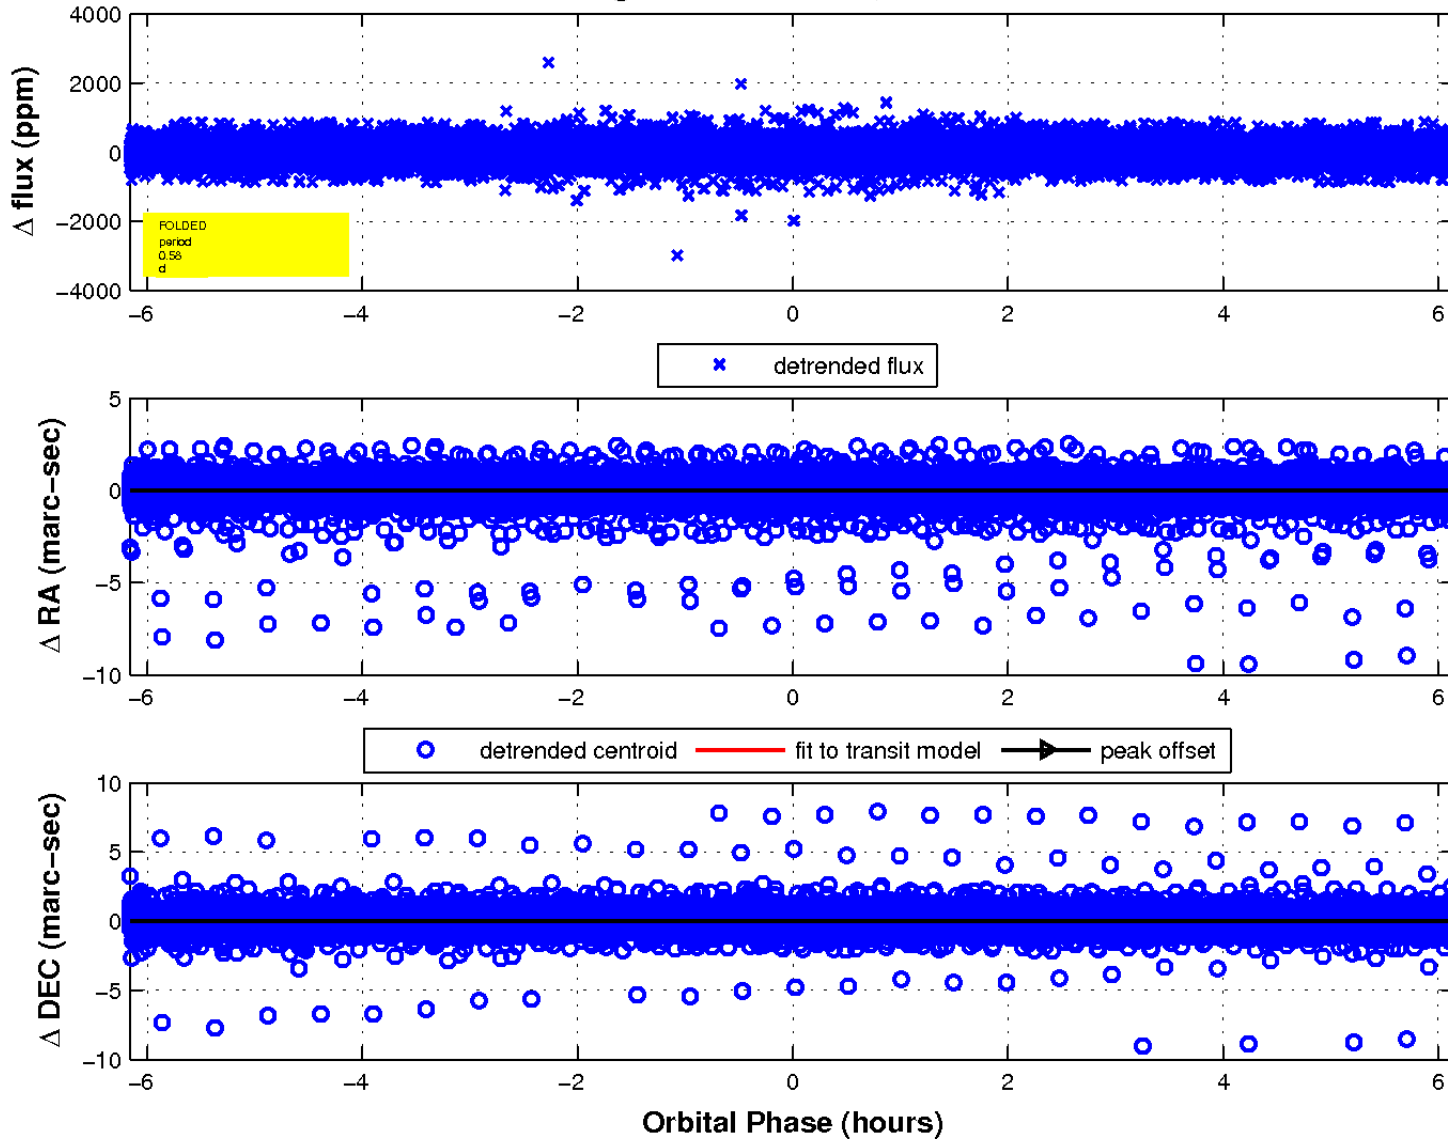 4000
2000
0
−2000
−4000
Δ flux (ppm)
FOLDED
period
0.58
d
−6 −4 −2 0 2 4 6
detrended flux
5
0
−5
−10
Δ RA (marc−sec)
−6 −4 −2 0 2 4 6
detrended centroid fit to transit model peak offset
10
5
0
−5
−10
Δ DEC (marc−sec)
−6 −4 −2 0 2 4 6
Orbital Phase (hours)